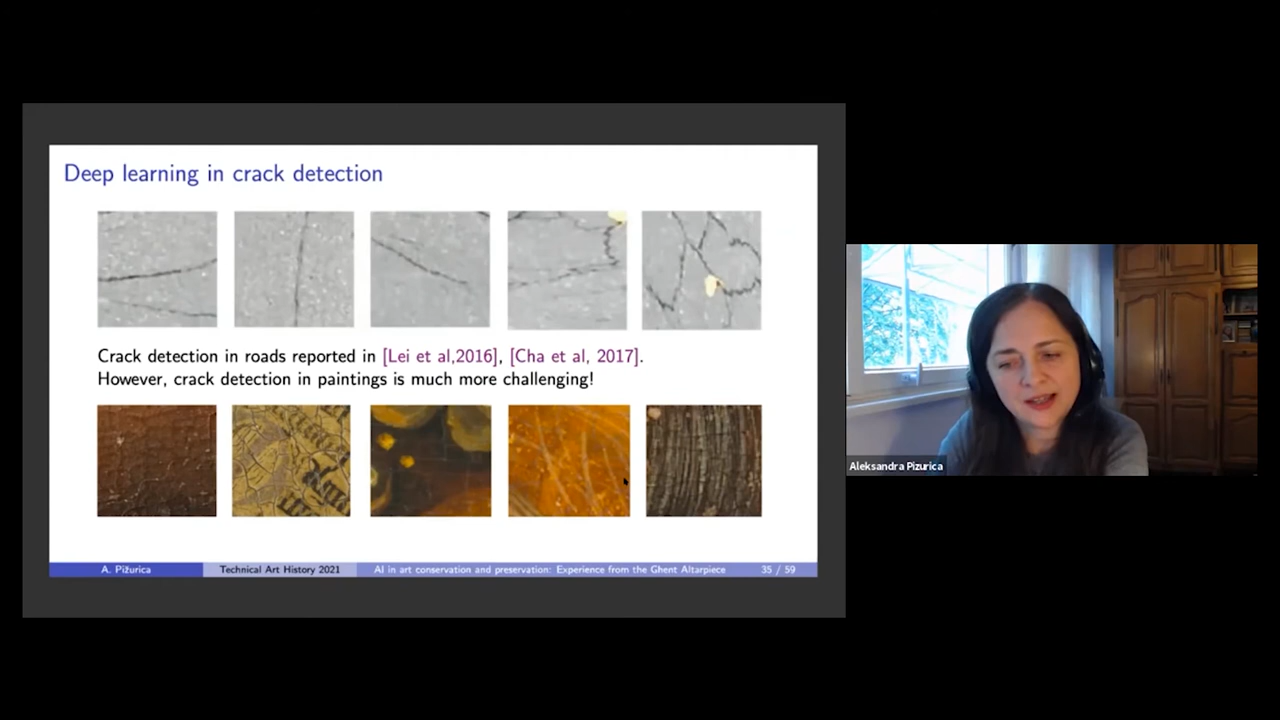 Deep learning in crack detection
Crack detection in roads reported in [Lei et al,2016], [Cha et al, 2017].
However, crack detection in paintings is much more challenging!
A. Pižurica
Technical Art History 2021
AI in art conservation and preservation: Experience from the Ghent Altarpiece
35 / 59
Aleksandra Pizurica